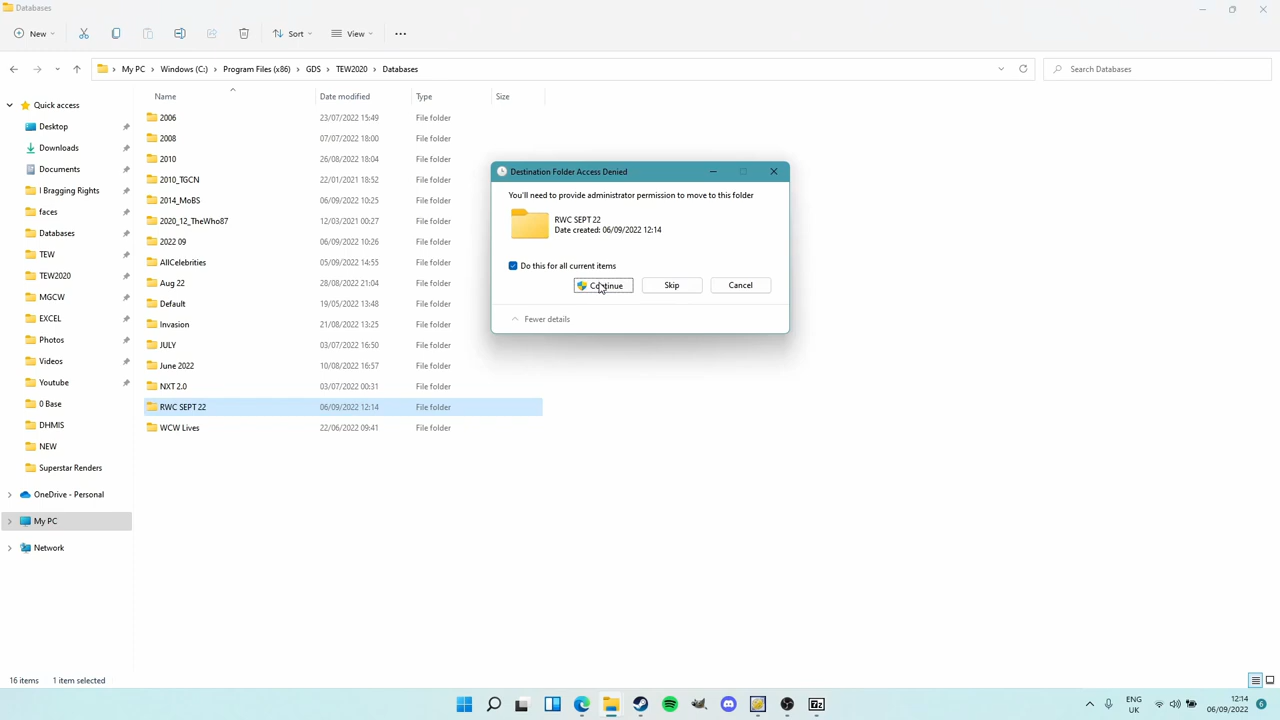 Databases
New
Sort
View
My PC > Windows (C:) > Program Files (x86) > GDS > TEW2020 > Databases
Search Databases
Name
Date modified
Type
Size
Quick access
Desktop
Downloads
Documents
I Bragging Rights
faces
Databases
TEW
TEW2020
MGCW
EXCEL
Photos
Videos
Youtube
0 Base
DHMIS
NEW
Superstar Renders
OneDrive - Personal
My PC
Network
2006 23/07/2022 15:49 File folder
2008 07/07/2022 18:00 File folder
2010 26/08/2022 18:04 File folder
2010_TGCN 22/01/2021 18:52 File folder
2014_MoBS 06/09/2022 10:25 File folder
2020_12_TheWho87 12/03/2021 00:27 File folder
2022 09 06/09/2022 10:26 File folder
AllCelebrities 05/09/2022 14:55 File folder
Aug 22 28/08/2022 21:04 File folder
Default 19/05/2022 13:48 File folder
Invasion 21/08/2022 13:25 File folder
JULY 03/07/2022 16:50 File folder
June 2022 10/08/2022 16:57 File folder
NXT 2.0 03/07/2022 00:31 File folder
RWC SEPT 22 06/09/2022 12:14 File folder
WCW Lives 22/06/2022 09:41 File folder
Destination Folder Access Denied
You'll need to provide administrator permission to move to this folder
RWC SEPT 22
Date created: 06/09/2022 12:14
Do this for all current items
Continue
Skip
Cancel
Fewer details
16 items
1 item selected
7z
ENG
UK
12:14
06/09/2022
6